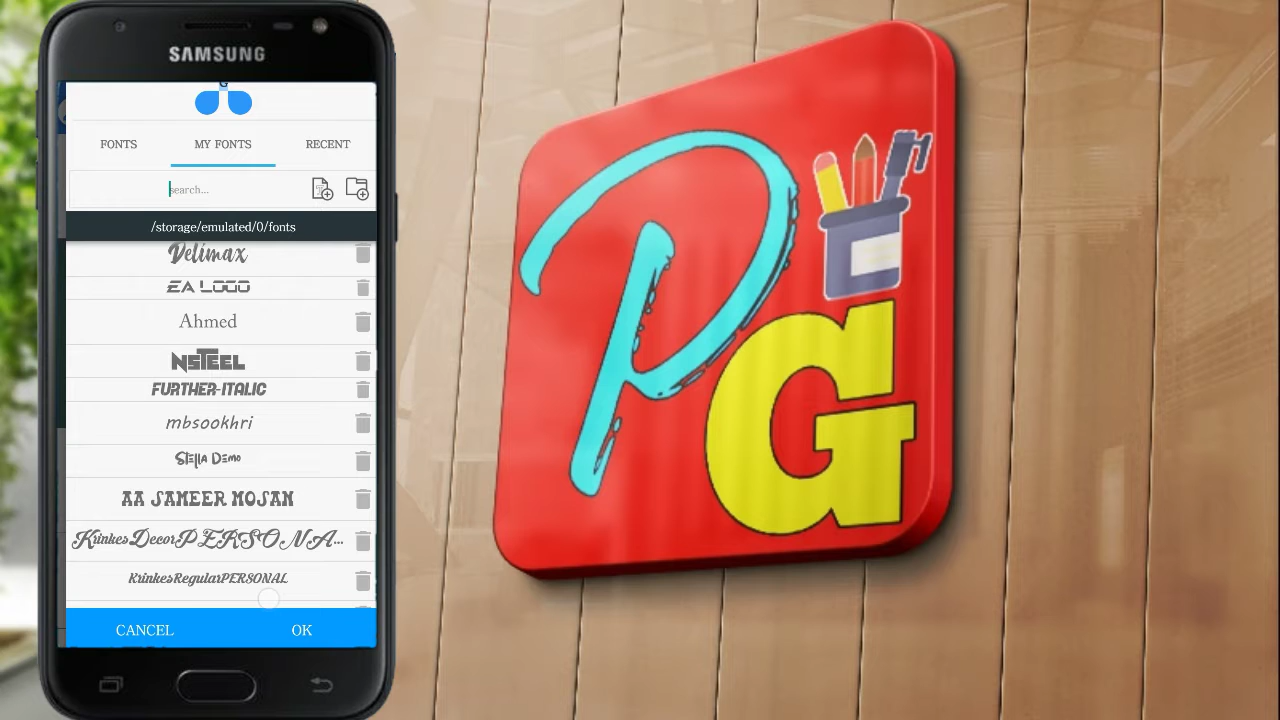 SAMSUNG
FONTS
MY FONTS
RECENT
search...
/storage/emulated/0/fonts
Delimax
EA LOGO
Ahmed
NSTEEL
FURTHER-ITALIC
mbsookhri
Stella Demo
AA SAMEER MOSAN
KrinkesDecorPERSONA...
KrinkesRegularPERSONAL
CANCEL
OK
PG